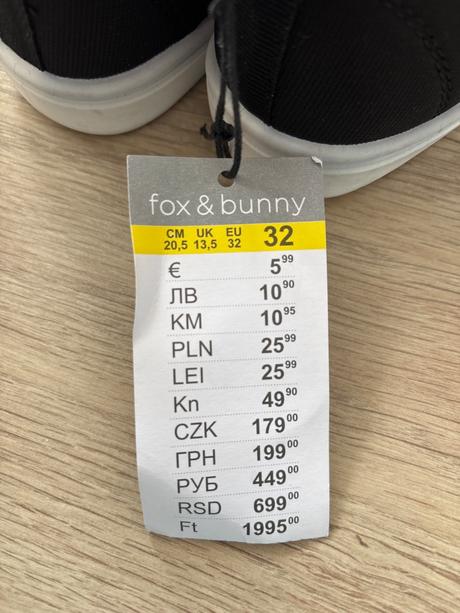 fox & bunny
CM UK EU 32
20,5 13,5 32
€ 5⁹⁹
ЛВ 10⁹⁰
KM 10⁹⁵
PLN 25⁹⁹
LEI 25⁹⁹
Kn 49⁹⁰
CZK 179⁰⁰
ГРН 199⁰⁰
РУБ 449⁰⁰
RSD 699⁰⁰
Ft 1995⁰⁰